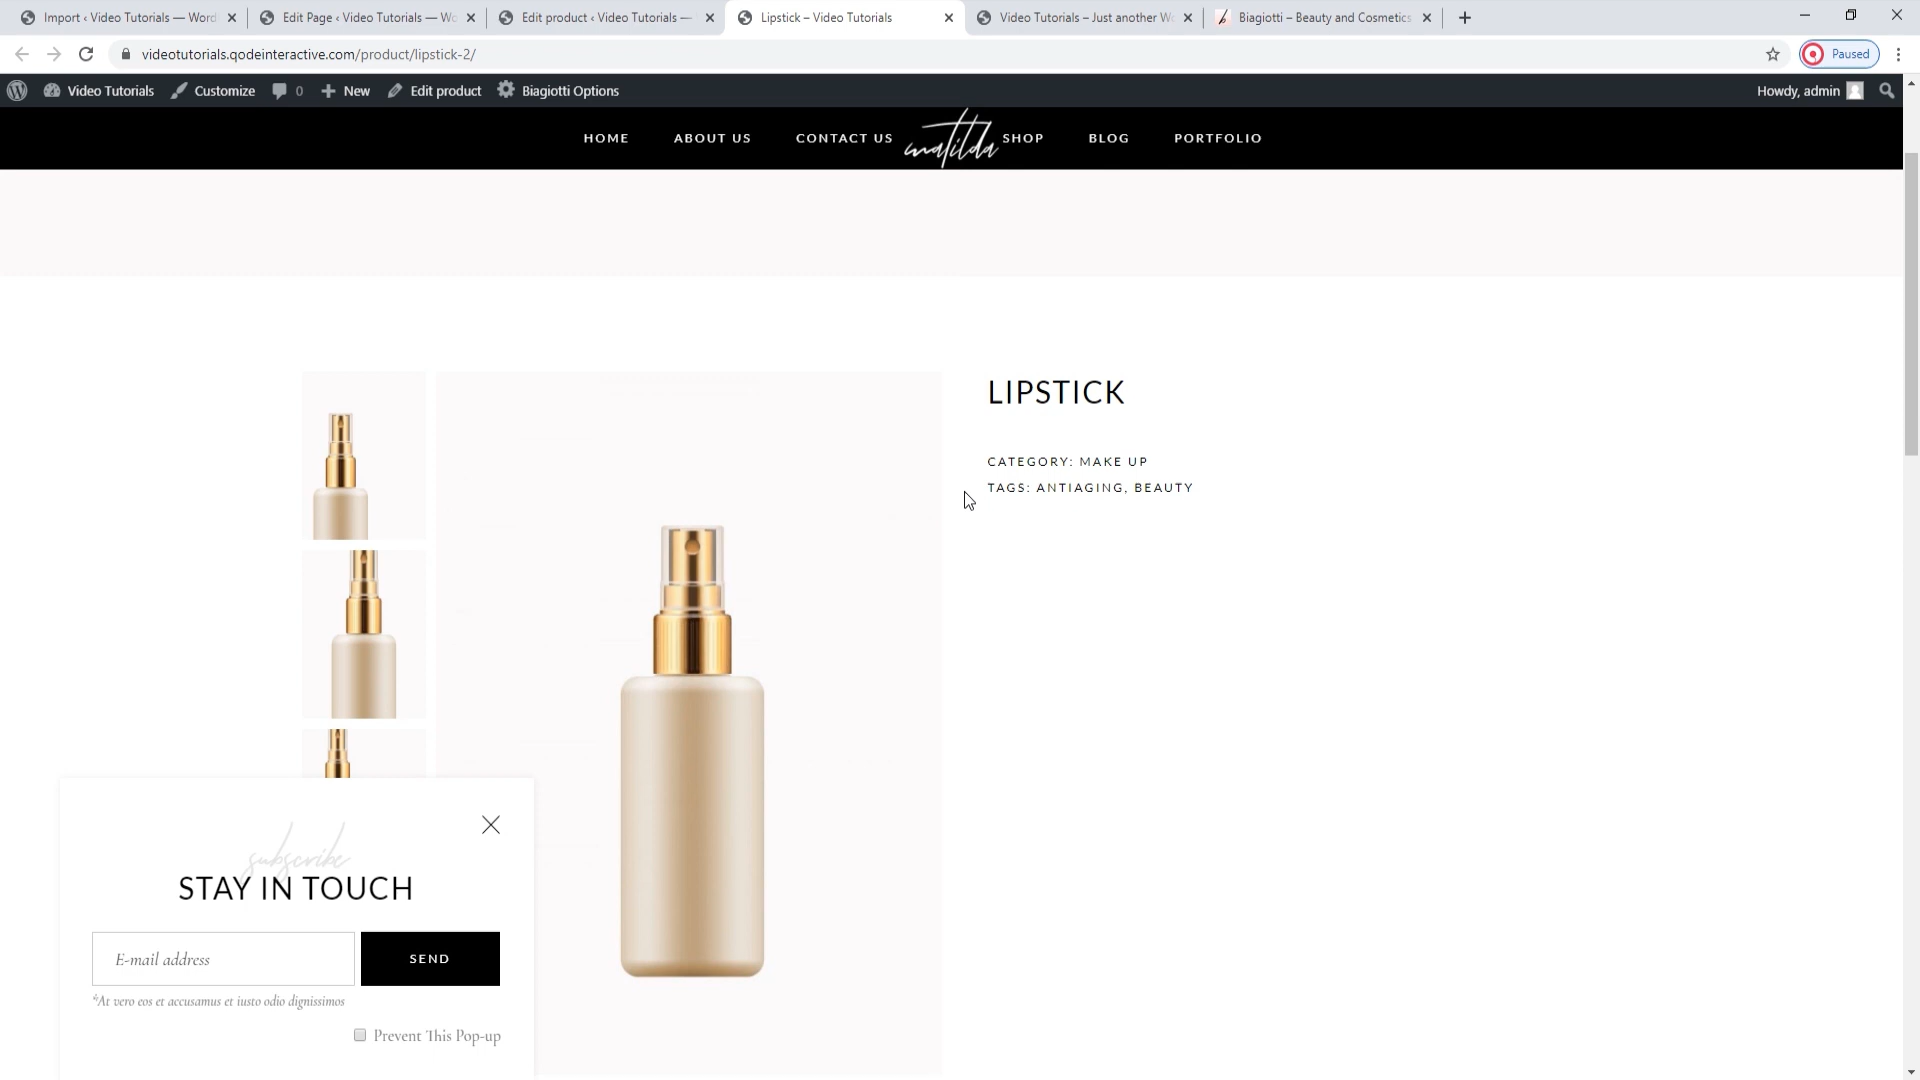 Import ‹ Video Tutorials — Word
Edit Page ‹ Video Tutorials — Wo
Edit product ‹ Video Tutorials —
Lipstick – Video Tutorials
Video Tutorials – Just another Wo
Biagiotti – Beauty and Cosmetics
videotutorials.qodeinteractive.com/product/lipstick-2/
Paused
Video Tutorials
Customize
0
New
Edit product
Biagiotti Options
Howdy, admin
HOME
ABOUT US
CONTACT US
matilda
SHOP
BLOG
PORTFOLIO
LIPSTICK
CATEGORY: MAKE UP
TAGS: ANTIAGING, BEAUTY
subscribe
STAY IN TOUCH
E-mail address
SEND
*At vero eos et accusamus et iusto odio dignissimos
Prevent This Pop-up